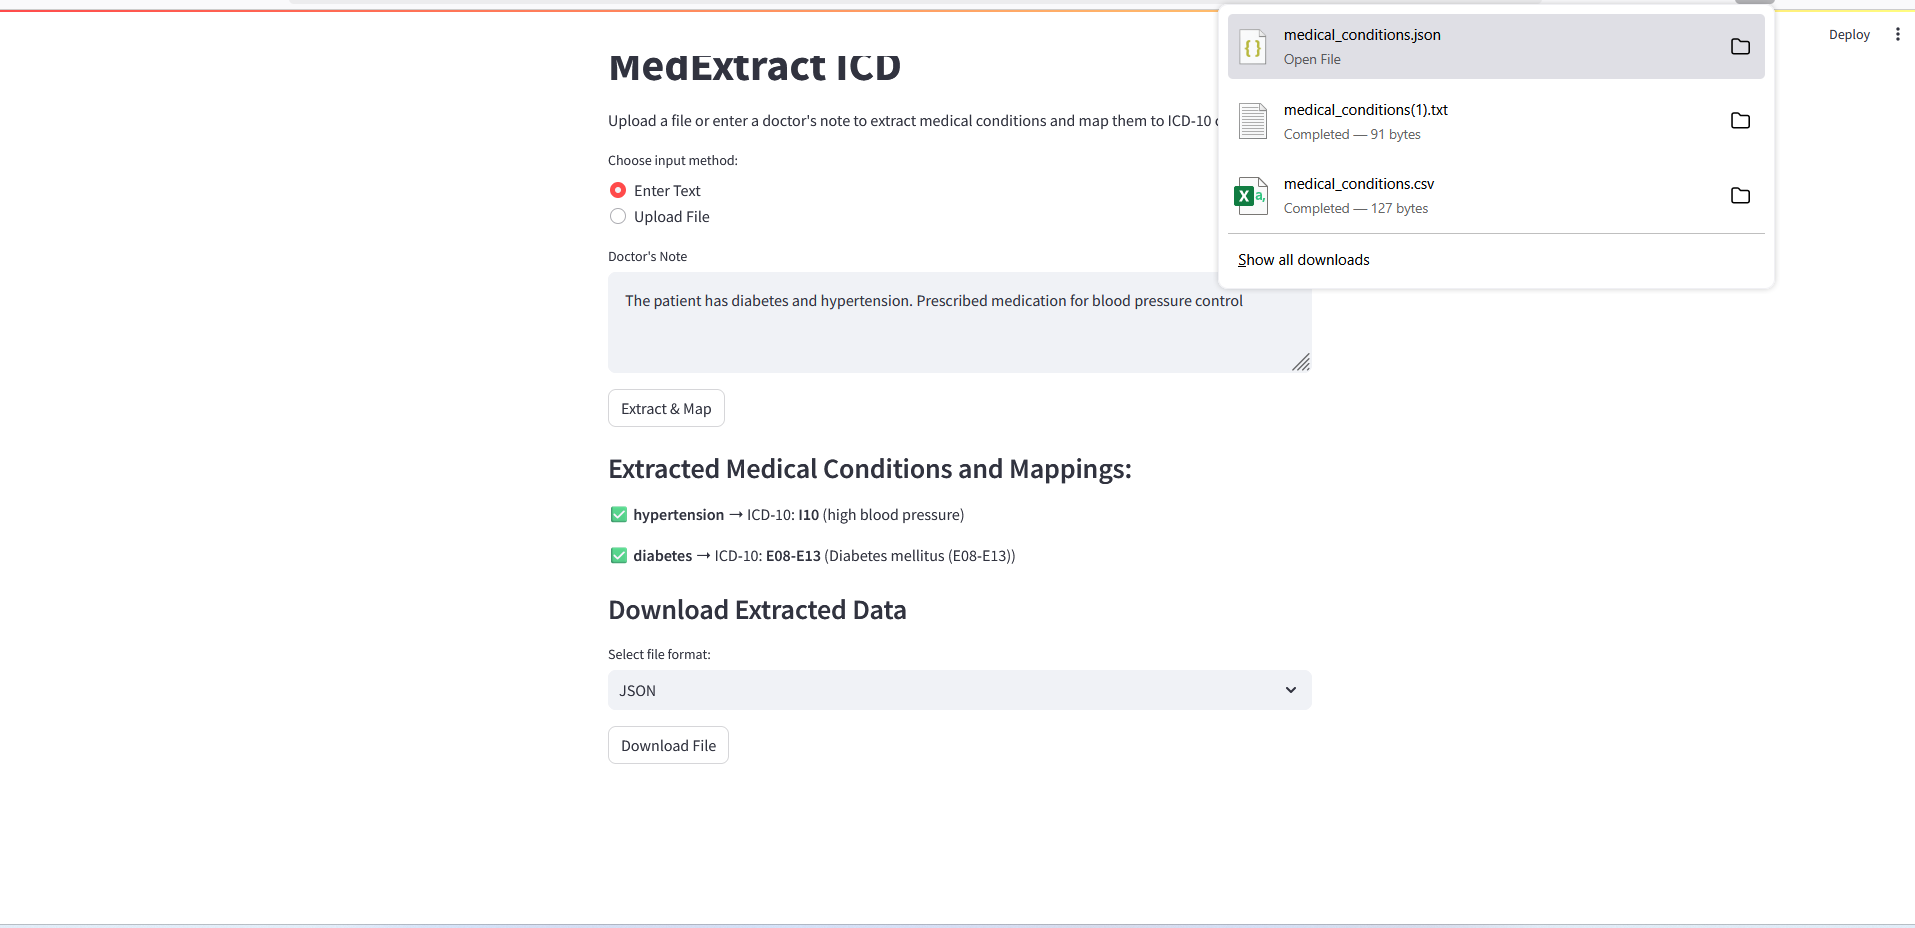 Deploy
MedExtract ICD
Upload a file or enter a doctor's note to extract medical conditions and map them to ICD-10
Choose input method:
Enter Text
Upload File
Doctor's Note
The patient has diabetes and hypertension. Prescribed medication for blood pressure control
Extract & Map
Extracted Medical Conditions and Mappings:
✅ hypertension → ICD-10: I10 (high blood pressure)
✅ diabetes → ICD-10: E08-E13 (Diabetes mellitus (E08-E13))
Download Extracted Data
Select file format:
JSON
Download File
medical_conditions.json
Open File
medical_conditions(1).txt
Completed — 91 bytes
medical_conditions.csv
Completed — 127 bytes
Show all downloads